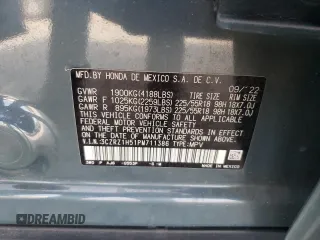 MFD. BY HONDA DE MEXICO S.A. DE C.V.
09/22
GVWR 1900KG(4188LBS) TIRE SIZE RIM SIZE
GAWR F 1025KG(2259LBS) 225/55R18 98H 18X7.0J
GAWR R 895KG(1973LBS) 225/55R18 98H 18X7.0J
THIS VEHICLE CONFORMS TO ALL APPLICABLE FEDERAL MOTOR VEHICLE SAFETY, BUMPER, AND THEFT PREVENTION STANDARDS IN EFFECT ON THE DATE OF MANUFACTURE SHOWN ABOVE.
V.I.N.:3CZRZ1H51PM711386 TYPE:MPV
MADE IN MEXICO